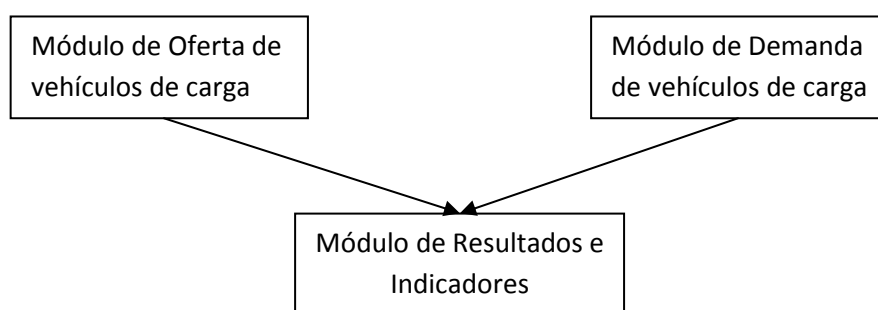 Módulo de Oferta de
vehículos de carga
Módulo de Demanda
de vehículos de carga
Módulo de Resultados e
Indicadores